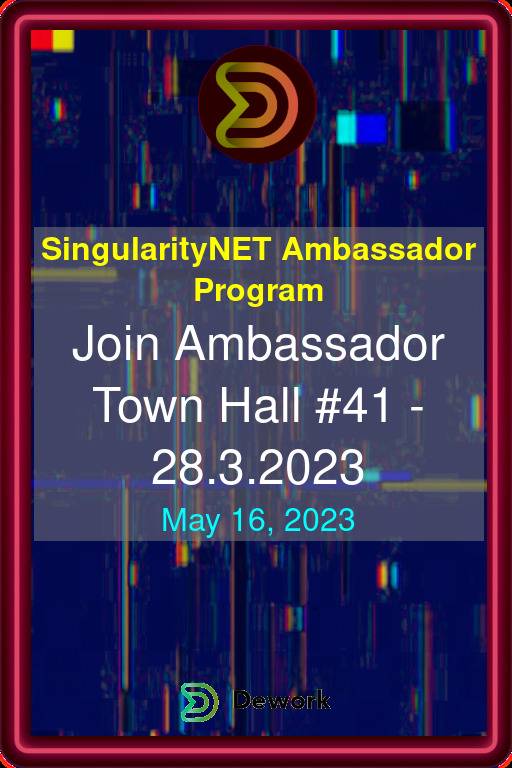 SingularityNET Ambassador
Program
Join Ambassador
Town Hall #41 -
28.3.2023
May 16, 2023
Dework